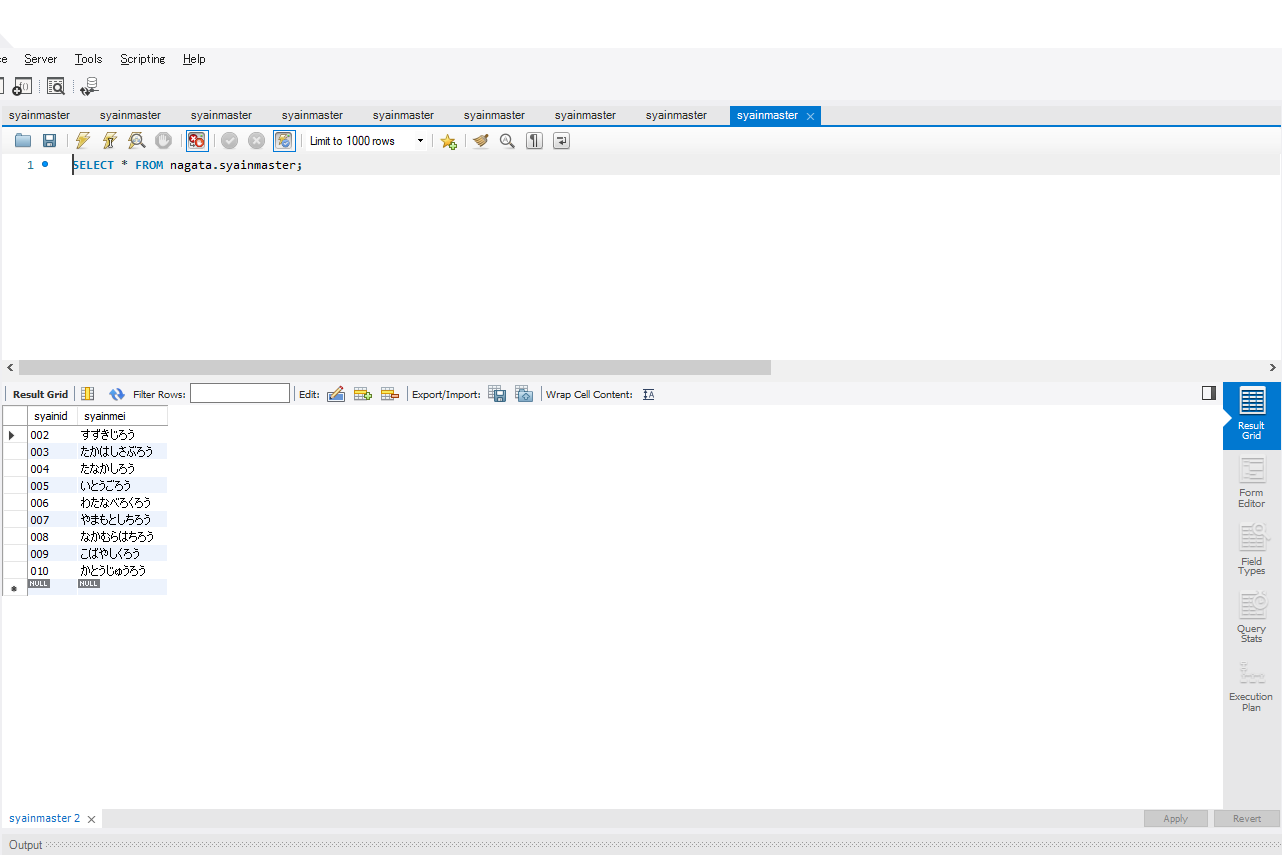 Server Tools Scripting Help
syainmaster syainmaster syainmaster syainmaster syainmaster syainmaster syainmaster syainmaster syainmaster
Limit to 1000 rows
1 SELECT * FROM nagata.syainmaster;
Result Grid Filter Rows: Edit: Export/Import: Wrap Cell Content:
syainid syainmei
002 すずきじろう
003 たかはしさぶろう
004 たなかしろう
005 いとうごろう
006 わたなべろくろう
007 やまもとしちろう
008 なかむらはちろう
009 こばやしくろう
010 かとうじゅうろう
NULL NULL
Result
Grid
Form
Editor
Field
Types
Query
Stats
Execution
Plan
syainmaster 2
Apply Revert
Output